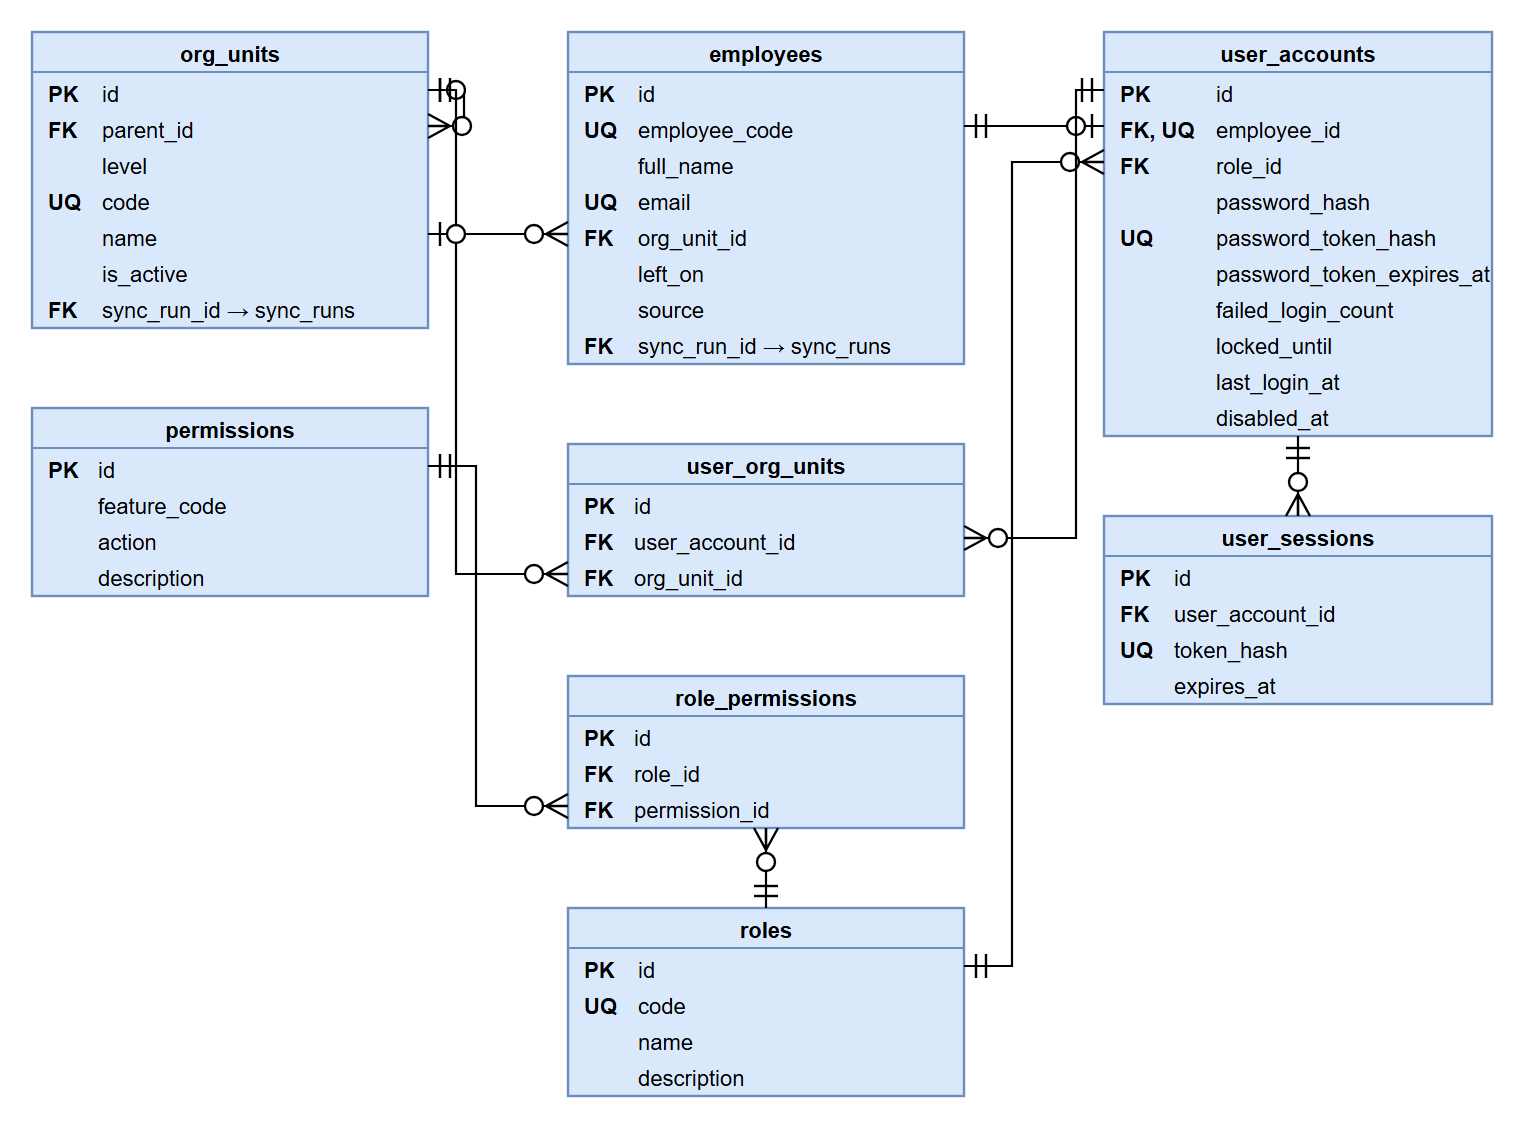 org_units
PK id
FK parent_id
level
UQ code
name
is_active
FK sync_run_id → sync_runs
employees
PK id
UQ employee_code
full_name
UQ email
FK org_unit_id
left_on
source
FK sync_run_id → sync_runs
user_accounts
PK id
FK, UQ employee_id
FK role_id
password_hash
UQ password_token_hash
password_token_expires_at
failed_login_count
locked_until
last_login_at
disabled_at
permissions
PK id
feature_code
action
description
user_org_units
PK id
FK user_account_id
FK org_unit_id
user_sessions
PK id
FK user_account_id
UQ token_hash
expires_at
role_permissions
PK id
FK role_id
FK permission_id
roles
PK id
UQ code
name
description